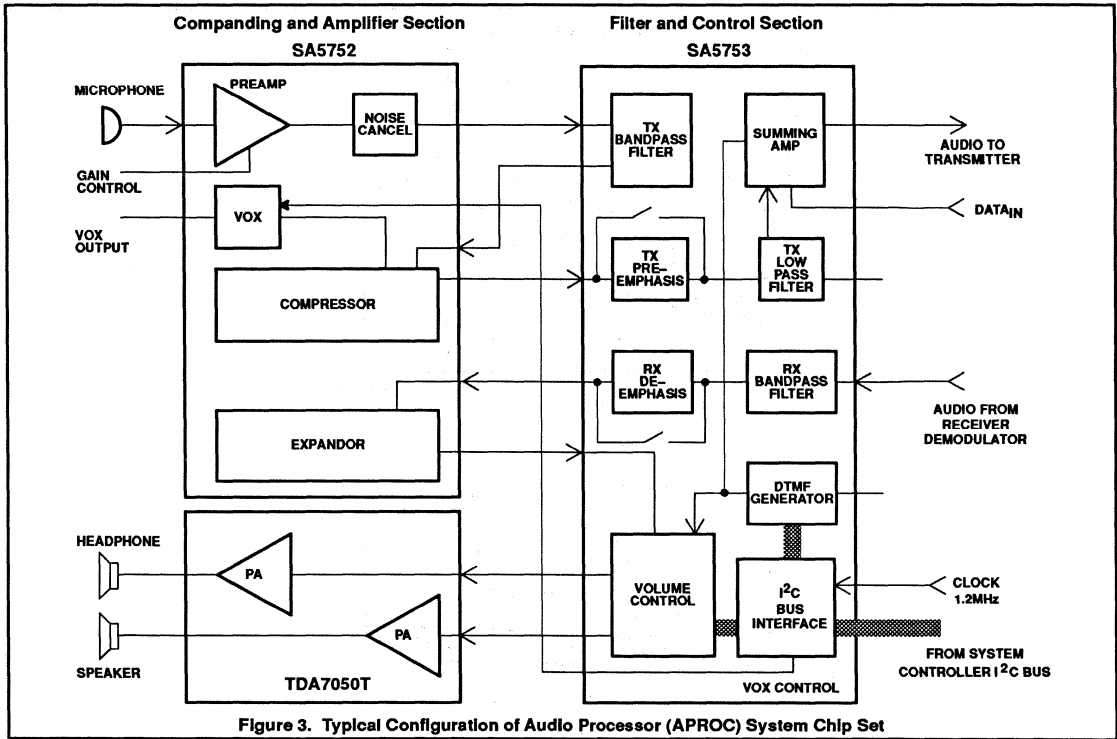 Companding and Amplifier Section
SA5752
Filter and Control Section
SA5753
MICROPHONE
PREAMP
NOISE
CANCEL
TX
BANDPASS
FILTER
SUMMING
AMP
AUDIO TO
TRANSMITTER
GAIN
CONTROL
VOX
VOX
OUTPUT
DATAIN
TX
PRE-
EMPHASIS
TX
LOW
PASS
FILTER
COMPRESSOR
RX
DE-
EMPHASIS
RX
BANDPASS
FILTER
AUDIO FROM
RECEIVER
DEMODULATOR
EXPANDOR
DTMF
GENERATOR
HEADPHONE
PA
VOLUME
CONTROL
I²C
BUS
INTERFACE
CLOCK
1.2MHz
PA
SPEAKER
TDA7050T
VOX CONTROL
FROM SYSTEM
CONTROLLER I²C BUS
Figure 3. Typical Configuration of Audio Processor (APROC) System Chip Set